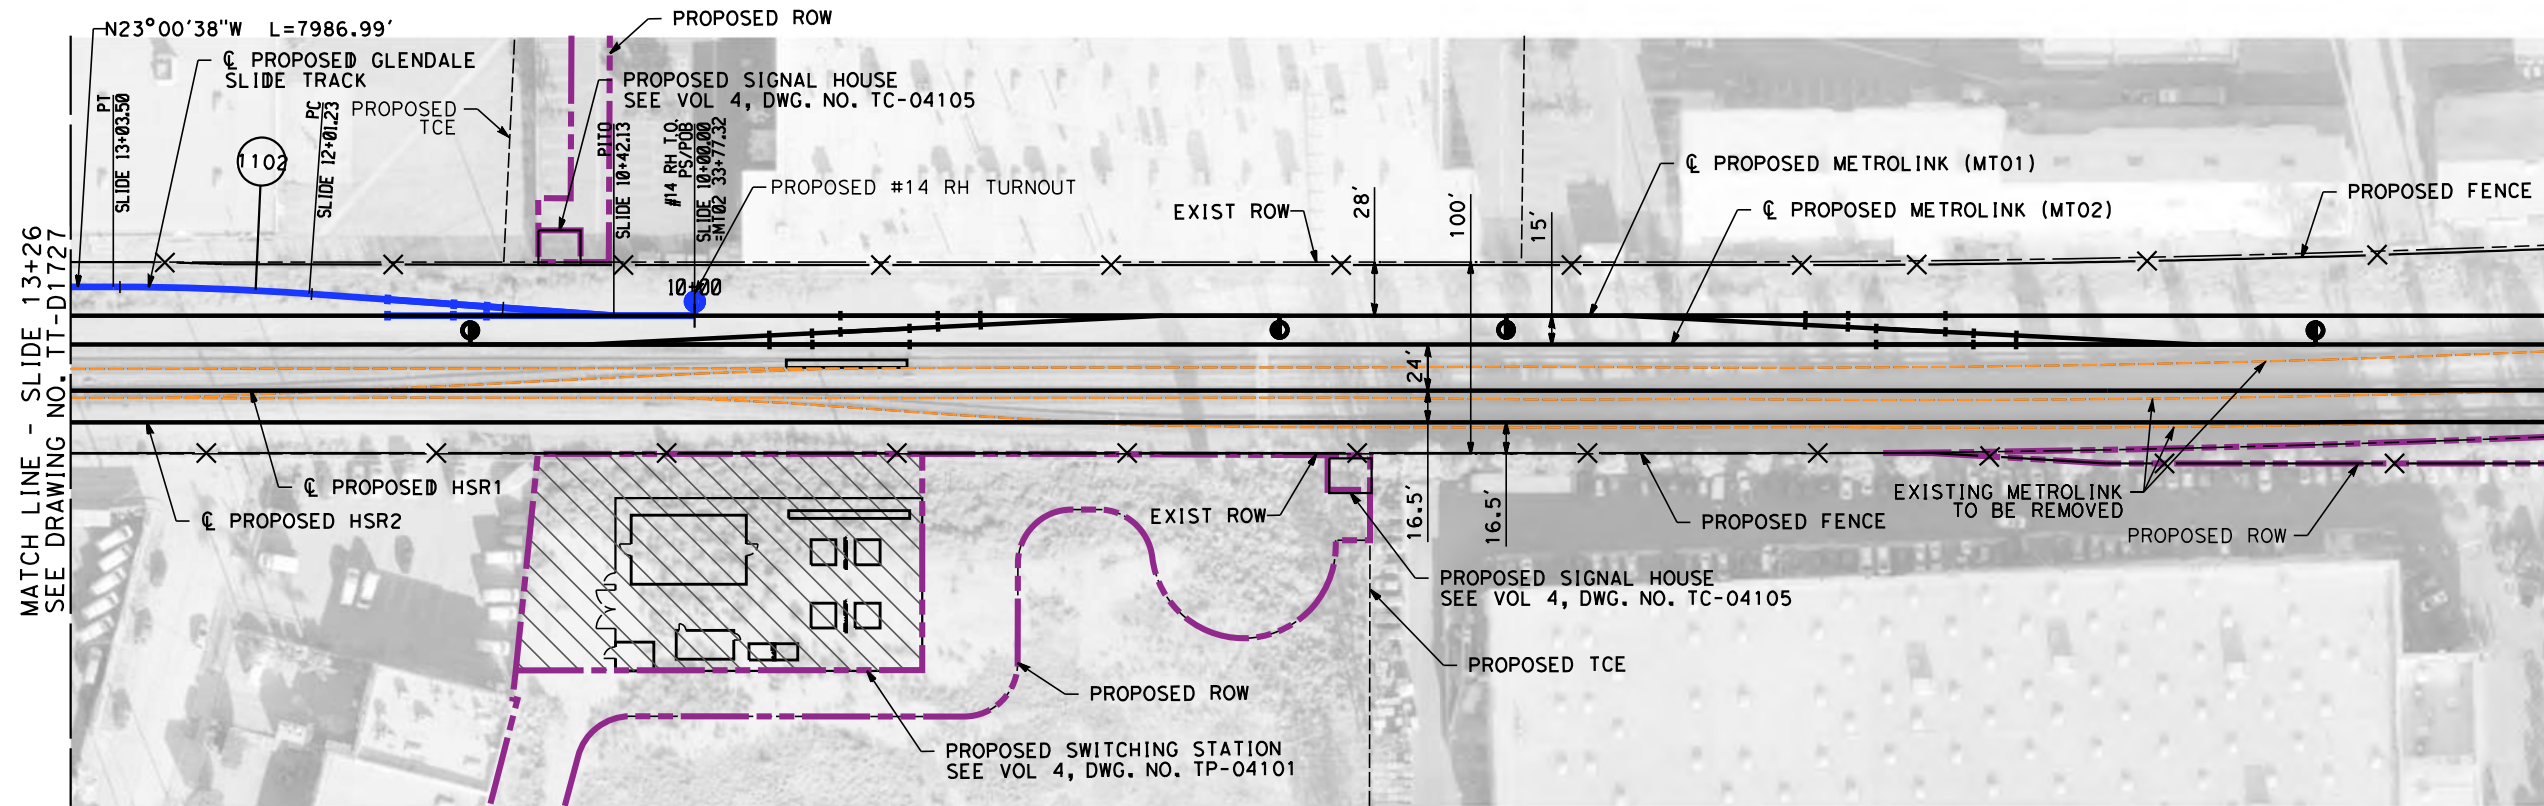 N23°00'38"W L=7986.99'
℄ PROPOSED GLENDALE
SLIDE TRACK
PT
SLIDE 13+03.50
1102
PC
SLIDE 12+01.23
PROPOSED
TCE
PROPOSED ROW
PROPOSED SIGNAL HOUSE
SEE VOL 4, DWG. NO. TC-04105
PITO
SLIDE 10+42.13
#14 RH T.O.
PS/POB
SLIDE 10+00.00
=MT02 33+77.32
PROPOSED #14 RH TURNOUT
10+00
EXIST ROW
28'
100'
15'
℄ PROPOSED METROLINK (MT01)
℄ PROPOSED METROLINK (MT02)
PROPOSED FENCE
MATCH LINE - SLIDE 13+26
SEE DRAWING NO. TT-D1727
24'
16.5'
16.5'
℄ PROPOSED HSR1
℄ PROPOSED HSR2
EXIST ROW
PROPOSED FENCE
EXISTING METROLINK
TO BE REMOVED
PROPOSED ROW
PROPOSED SIGNAL HOUSE
SEE VOL 4, DWG. NO. TC-04105
PROPOSED TCE
PROPOSED ROW
PROPOSED SWITCHING STATION
SEE VOL 4, DWG. NO. TP-04101